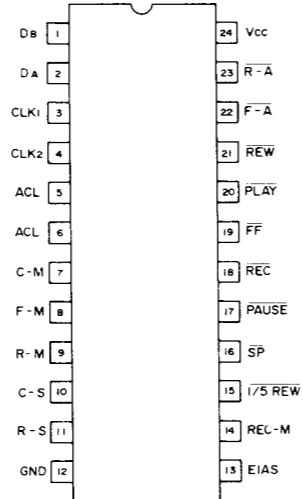 DB 1 24 Vcc
DA 2 23 R-A
CLK1 3 22 F-A
CLK2 4 21 REW
ACL 5 20 PLAY
ACL 6 19 FF
C-M 7 18 REC
F-M 8 17 PAUSE
R-M 9 16 SP
C-S 10 15 1/5 REW
R-S 11 14 REC-M
GND 12 13 EIAS